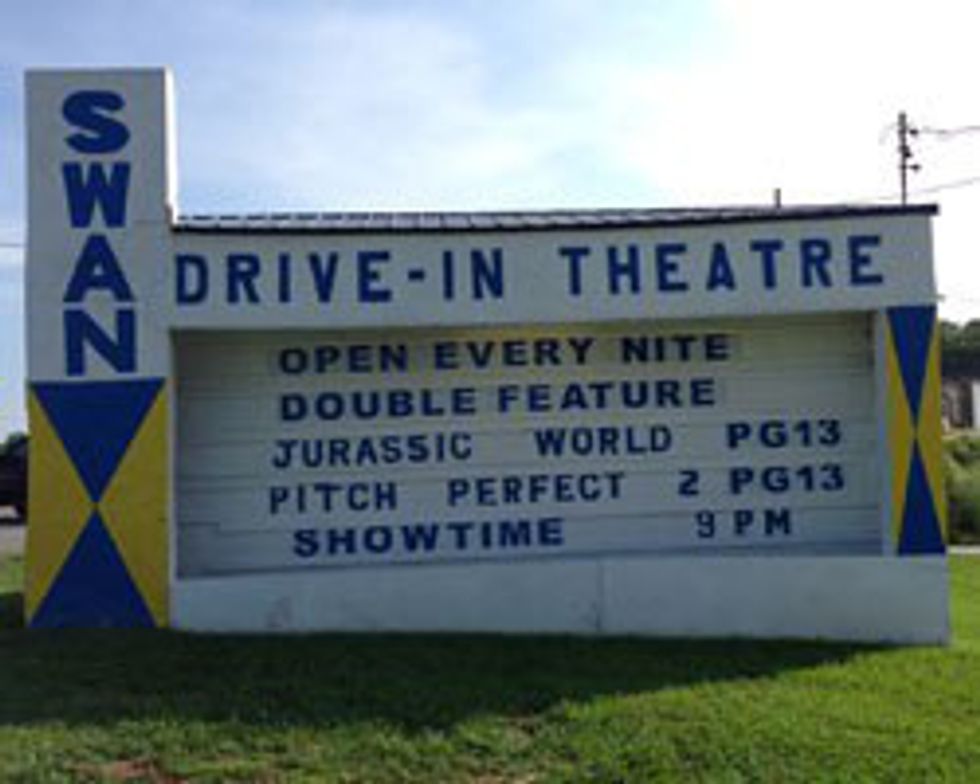 SWAN
DRIVE-IN THEATRE
OPEN EVERY NITE
DOUBLE FEATURE
JURASSIC WORLD PG13
PITCH PERFECT 2 PG13
SHOWTIME 9 PM